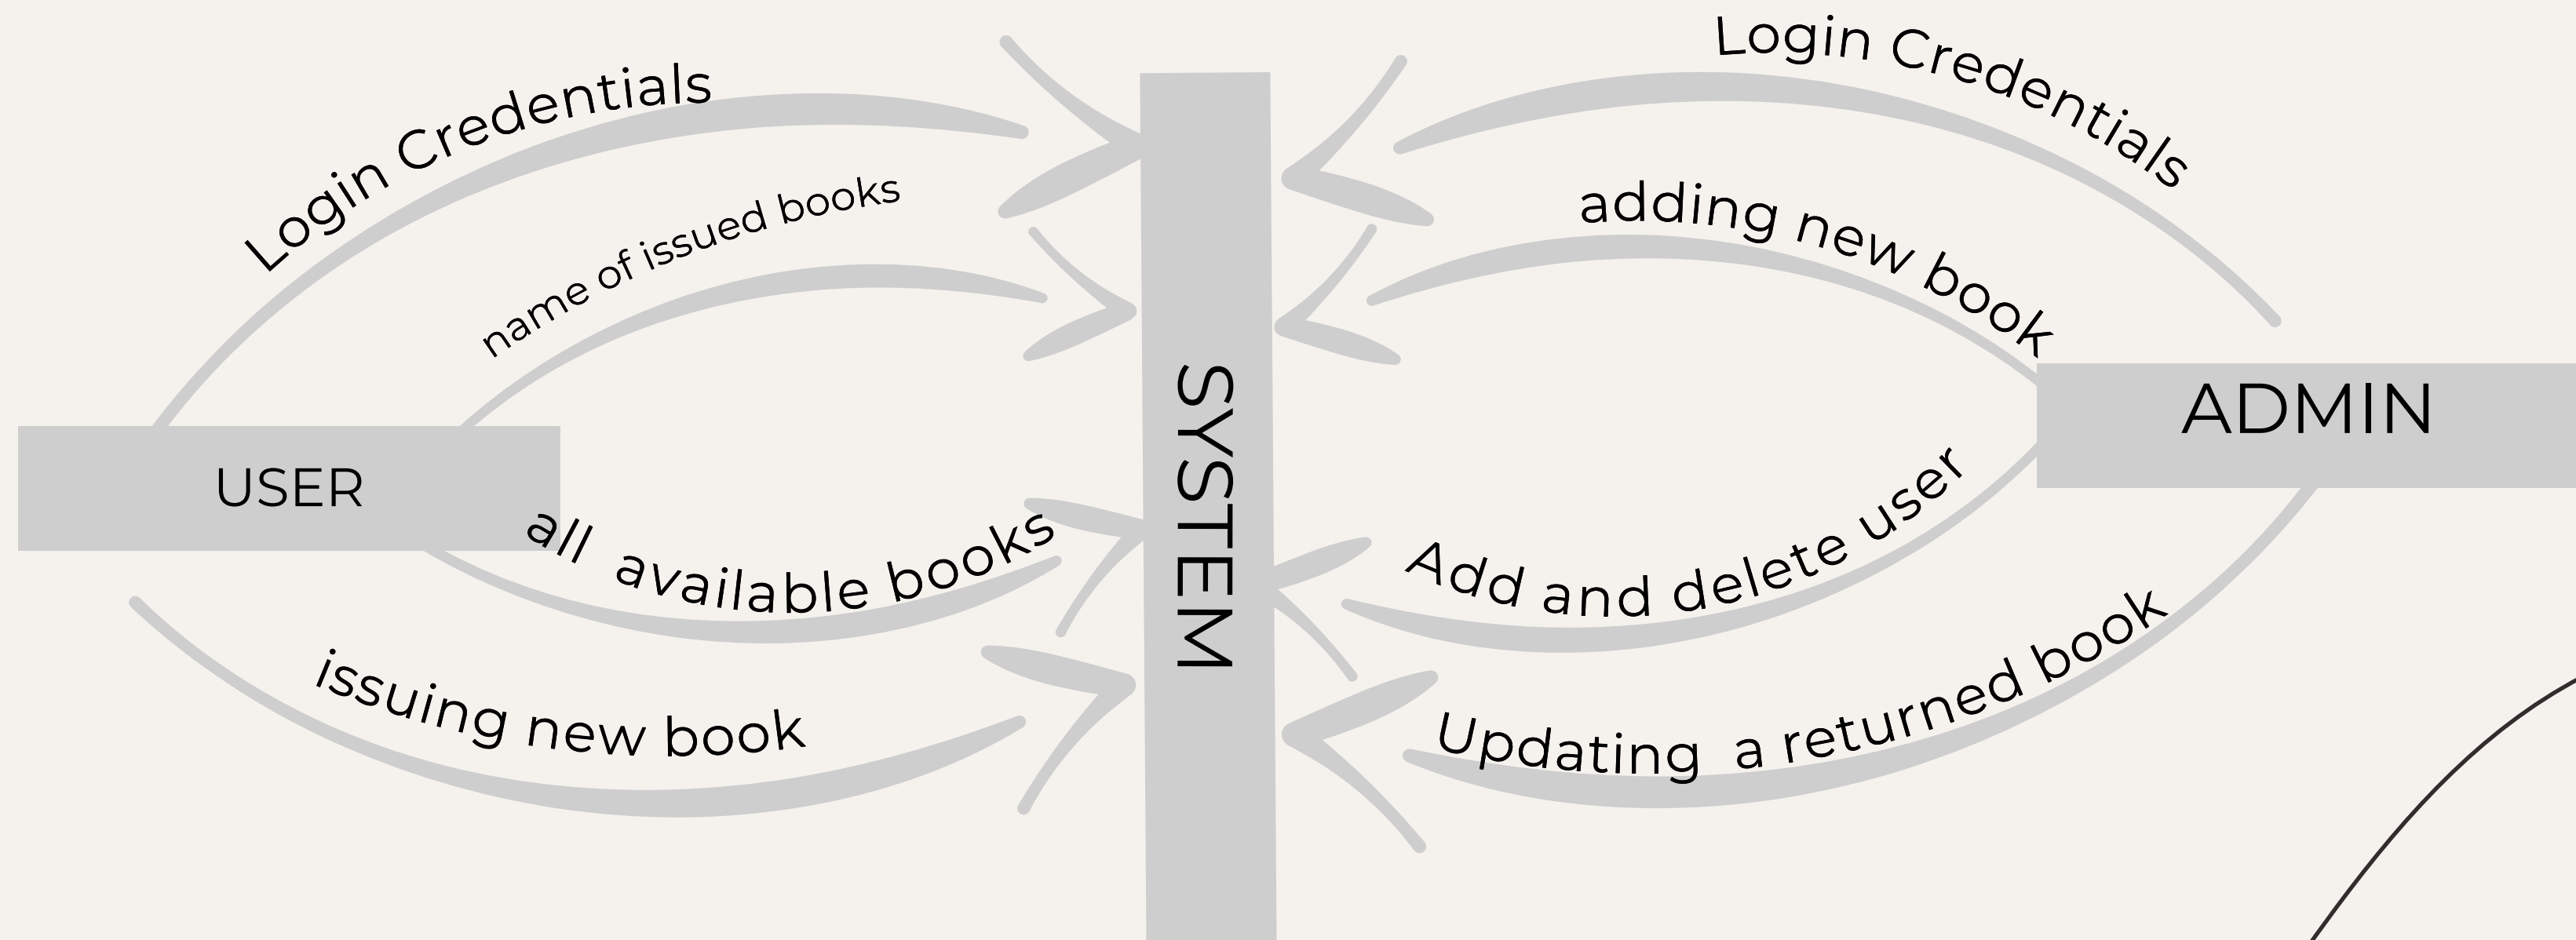 Login Credentials
name of issued books
USER
all available books
issuing new book
SYSTEM
Login Credentials
adding new book
ADMIN
Add and delete user
Updating a returned book